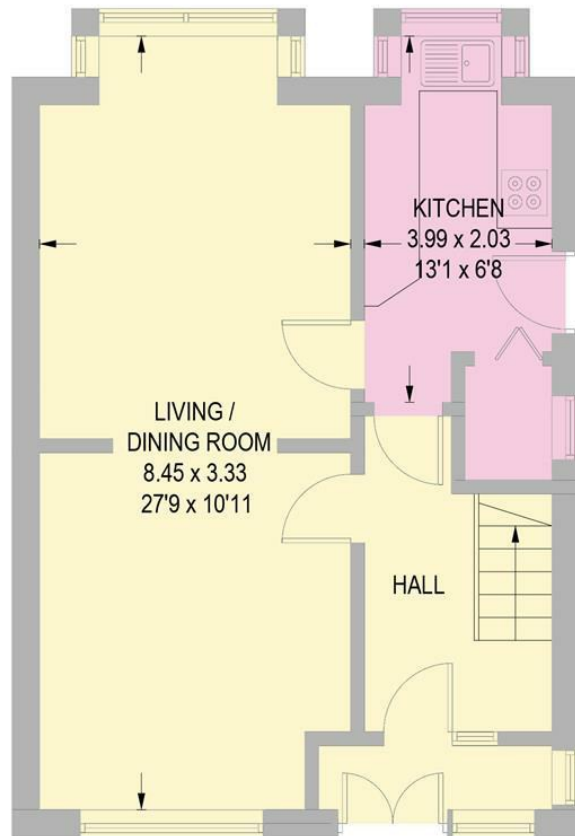 KITCHEN
3.99 x 2.03
13'1 x 6'8
LIVING /
DINING ROOM
8.45 x 3.33
27'9 x 10'11
HALL